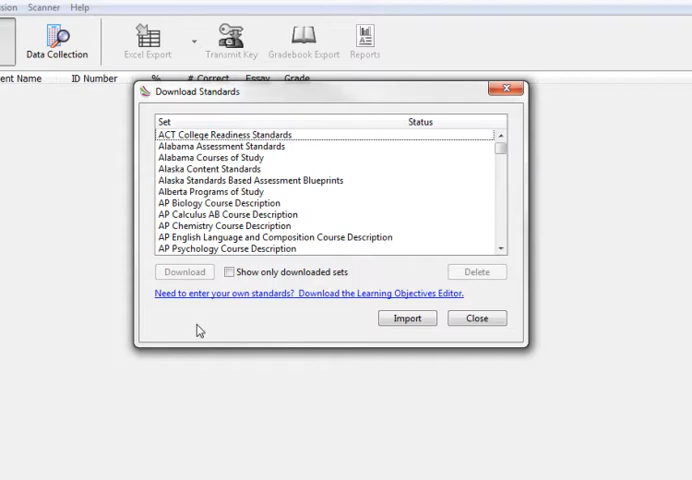 Scanner Help
Data Collection Excel Export Transmit Key Gradebook Export Reports
ent Name ID Number % # Correct Essay Grade
Download Standards
Set Status
ACT College Readiness Standards
Alabama Assessment Standards
Alabama Courses of Study
Alaska Content Standards
Alaska Standards Based Assessment Blueprints
Alberta Programs of Study
AP Biology Course Description
AP Calculus AB Course Description
AP Chemistry Course Description
AP English Language and Composition Course Description
AP Psychology Course Description
Download Show only downloaded sets Delete
Need to enter your own standards? Download the Learning Objectives Editor.
Import Close